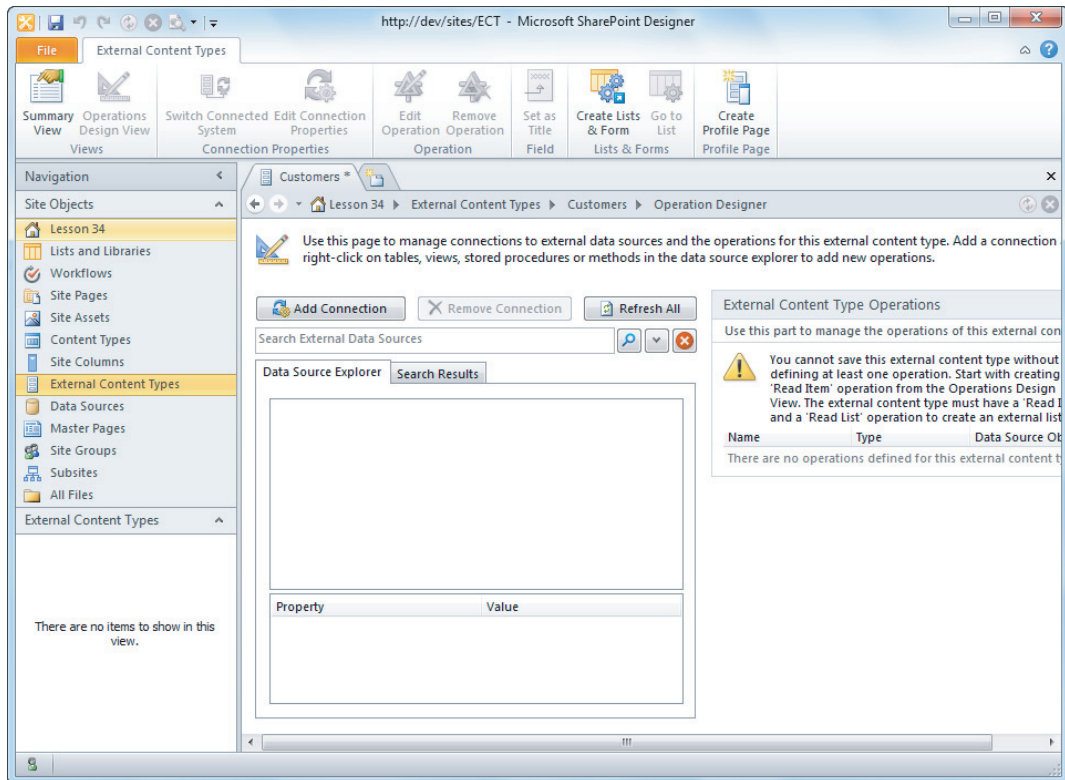 http://dev/sites/ECT - Microsoft SharePoint Designer
File
External Content Types
Summary View
Operations Design View
Switch Connected System
Edit Connection Properties
Edit Operation
Remove Operation
Set as Title
Create Lists & Form
Go to List
Create Profile Page
Views
Connection Properties
Operation
Field
Lists & Forms
Profile Page
Navigation
Site Objects
Lesson 34
Lists and Libraries
Workflows
Site Pages
Site Assets
Content Types
Site Columns
External Content Types
Data Sources
Master Pages
Site Groups
Subsites
All Files
External Content Types
There are no items to show in this
view.
Customers *
Lesson 34 External Content Types Customers Operation Designer
Use this page to manage connections to external data sources and the operations for this external content type. Add a connection
right-click on tables, views, stored procedures or methods in the data source explorer to add new operations.
Add Connection
Remove Connection
Refresh All
Search External Data Sources
Data Source Explorer
Search Results
Property Value
External Content Type Operations
Use this part to manage the operations of this external con
You cannot save this external content type without
defining at least one operation. Start with creating
'Read Item' operation from the Operations Design
View. The external content type must have a 'Read I
and a 'Read List' operation to create an external list
Name Type Data Source Ob
There are no operations defined for this external content t